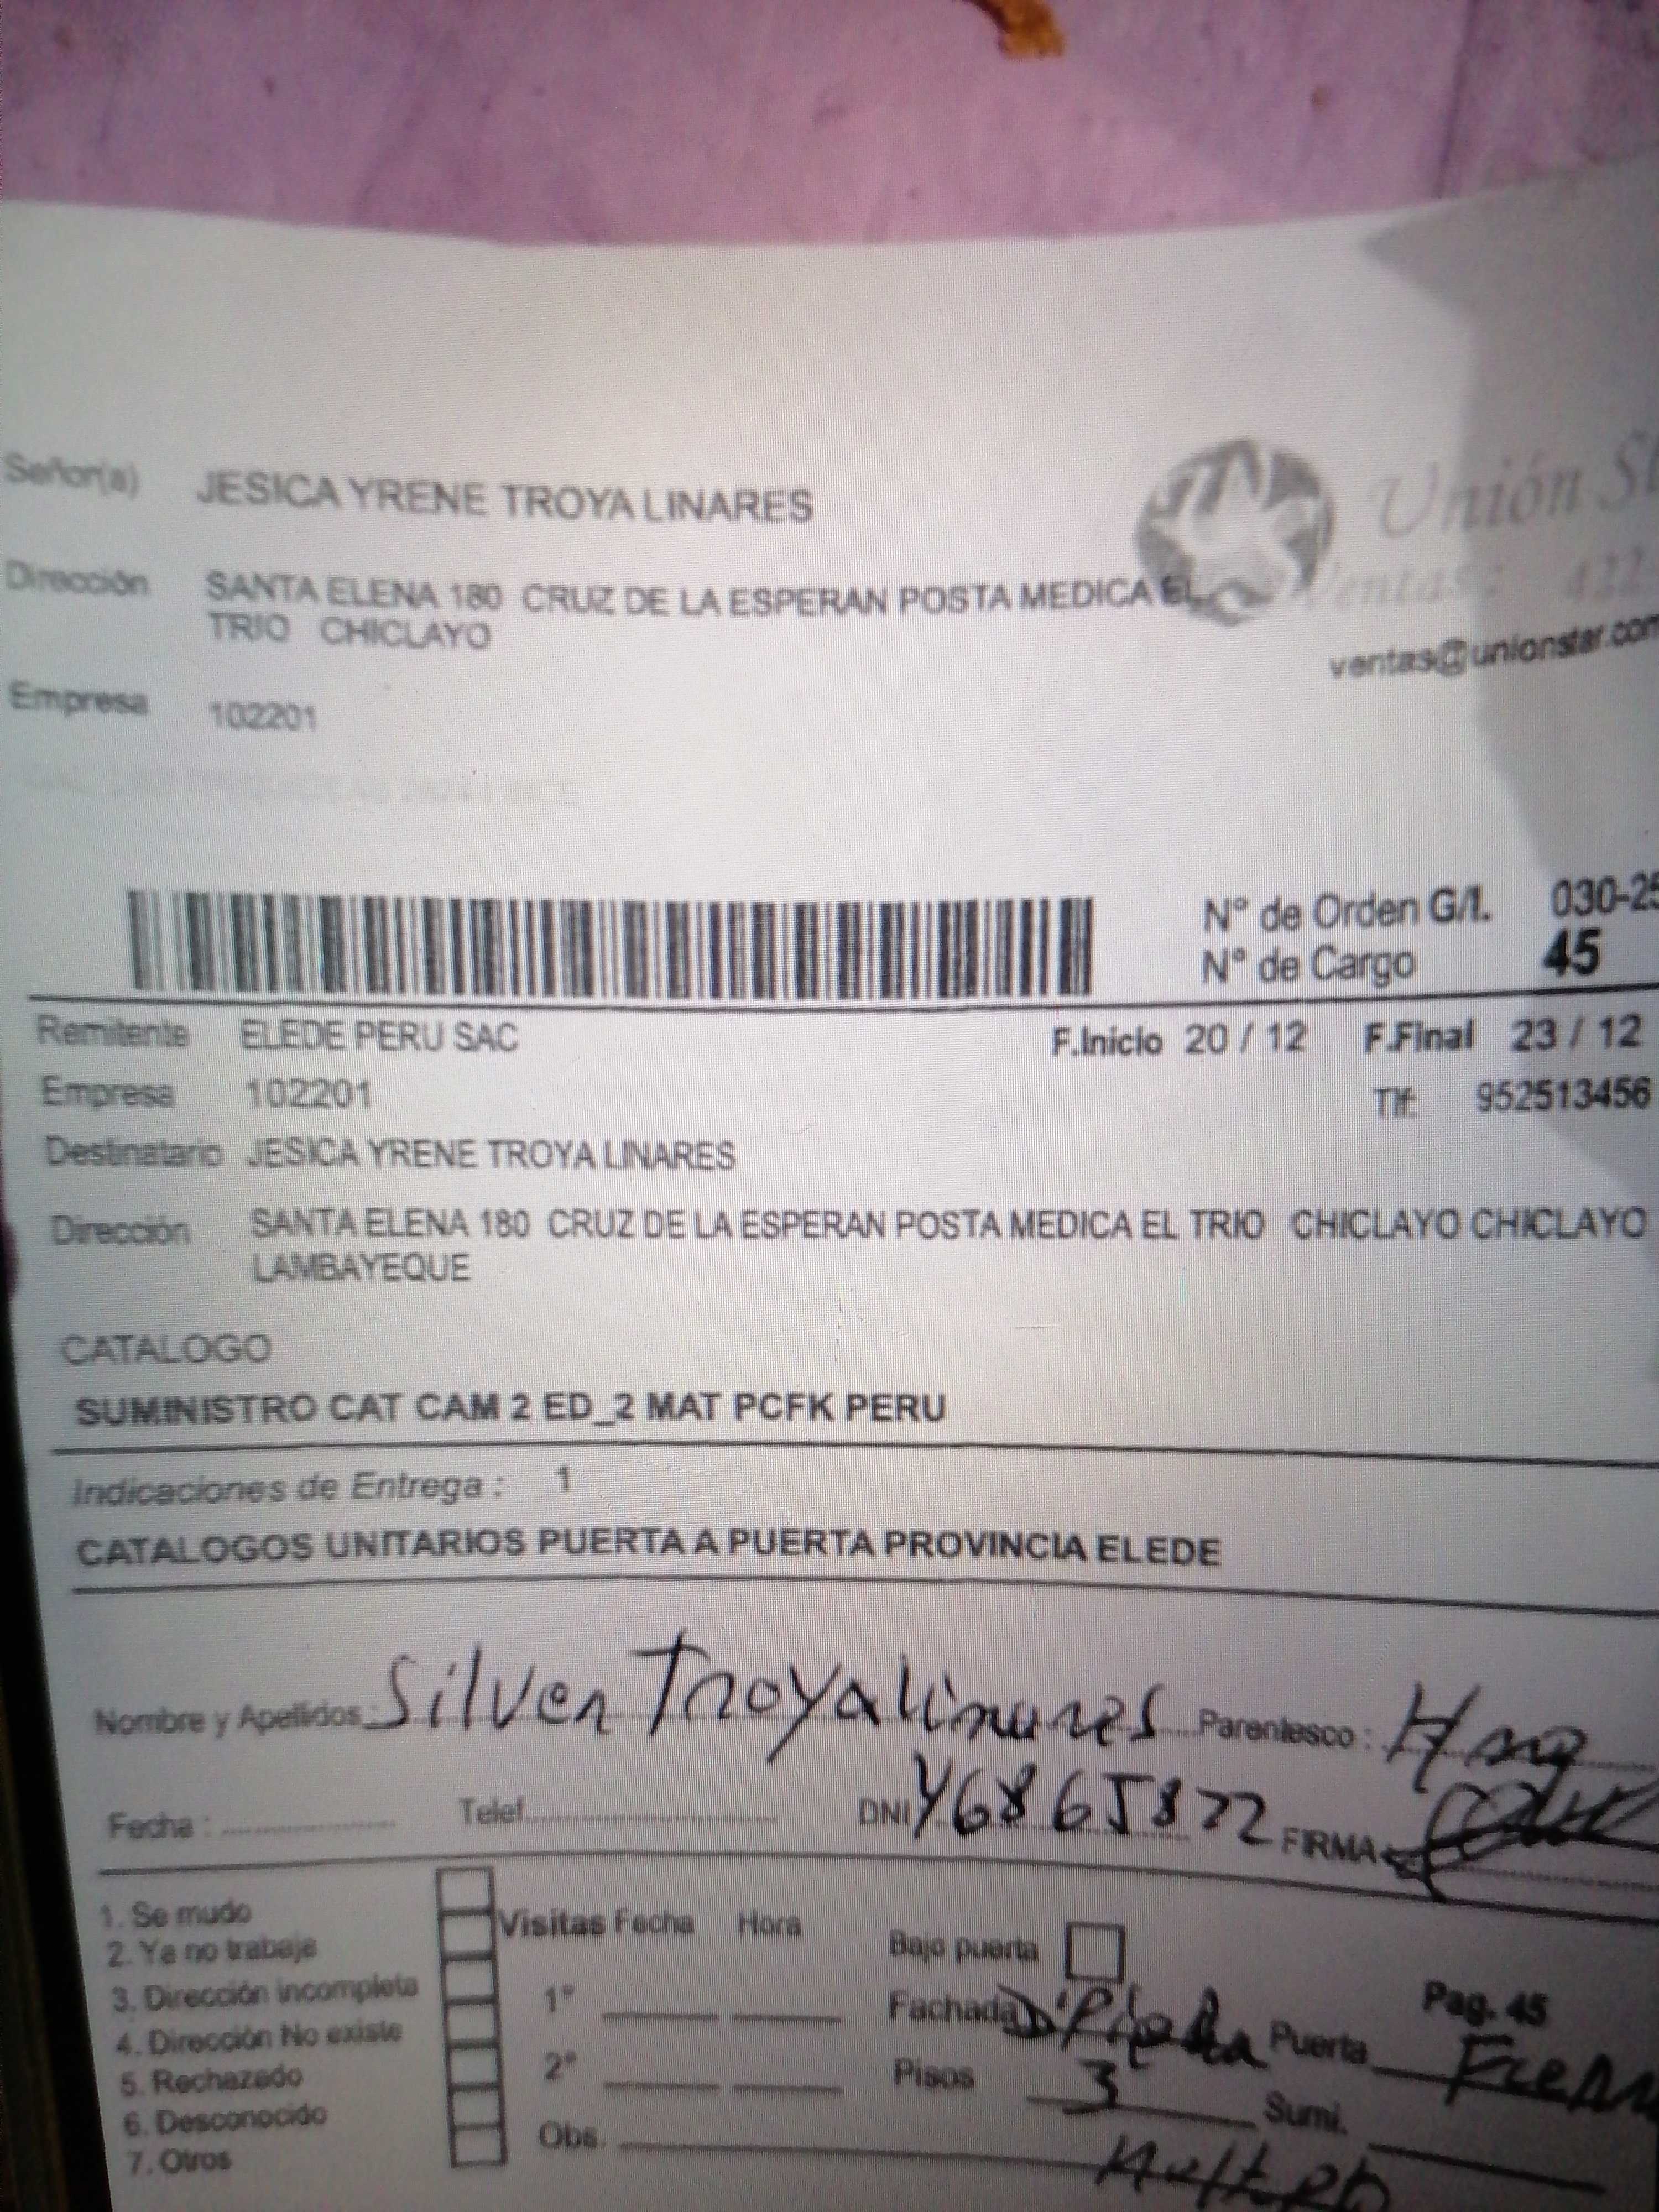 Señor(a) JESICA YRENE TROYA LINARES
Unión
Dirección SANTA ELENA 180 CRUZ DE LA ESPERAN POSTA MEDICA EL
TRIO CHICLAYO
Ventas: 422
ventas@unionstar.com
Empresa 102201
N° de Orden G/I. 030-25
N° de Cargo 45
Remitente ELEDE PERU SAC F.Inicio 20 / 12 F.Final 23 / 12
Empresa 102201 Tlf: 952513456
Destinatario JESICA YRENE TROYA LINARES
Dirección SANTA ELENA 180 CRUZ DE LA ESPERAN POSTA MEDICA EL TRIO CHICLAYO CHICLAYO
LAMBAYEQUE
CATALOGO
SUMINISTRO CAT CAM 2 ED_2 MAT PCFK PERU
Indicaciones de Entrega : 1
CATALOGOS UNITARIOS PUERTA A PUERTA PROVINCIA ELEDE
Nombre y Apellidos: Silver Troya linares Parentesco : Hno
Fecha : Telef. DNI 46865822 FIRMA
1. Se mudo
2. Ya no trabaja
3. Dirección incompleta
4. Dirección No existe
5. Rechazado
6. Desconocido
7. Otros
Visitas Fecha Hora
1°
2°
Obs.
Bajo puerta
Pag. 45
Fachada Puerta
Pisos 3 Sumi.